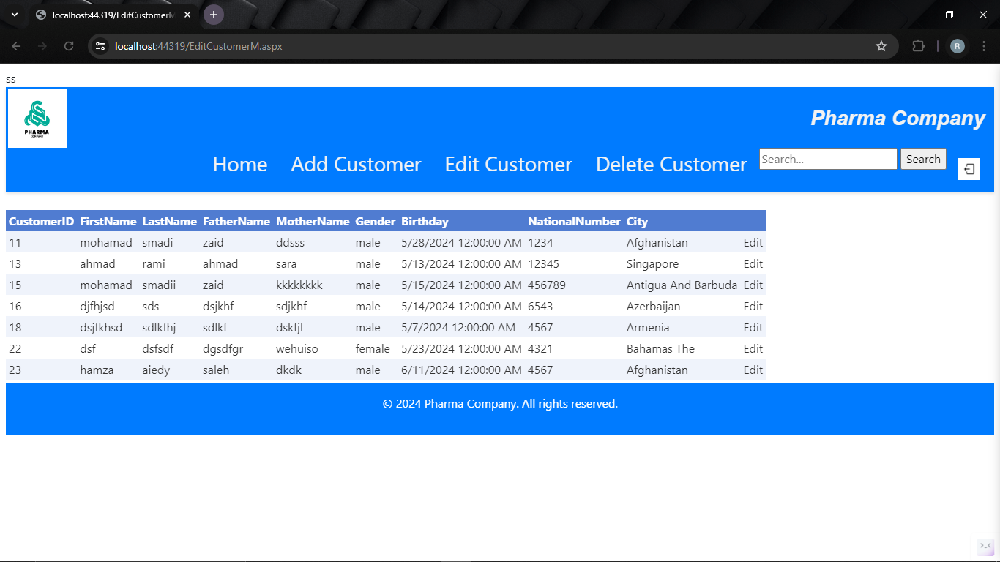 localhost:44319/EditCustomerM
localhost:44319/EditCustomerM.aspx
R
ss
PHARMA
COMPANY
Pharma Company
Home Add Customer Edit Customer Delete Customer Search... Search
CustomerID FirstName LastName FatherName MotherName Gender Birthday NationalNumber City
11 mohamad smadi zaid ddsss male 5/28/2024 12:00:00 AM 1234 Afghanistan Edit
13 ahmad rami ahmad sara male 5/13/2024 12:00:00 AM 12345 Singapore Edit
15 mohamad smadii zaid kkkkkkkk male 5/15/2024 12:00:00 AM 456789 Antigua And Barbuda Edit
16 djfhjsd sds dsjkhf sdjkhf male 5/14/2024 12:00:00 AM 6543 Azerbaijan Edit
18 dsjfkhsd sdlkfhj sdlkf dskfjl male 5/7/2024 12:00:00 AM 4567 Armenia Edit
22 dsf dsfsdf dgsdfgr wehuiso female 5/23/2024 12:00:00 AM 4321 Bahamas The Edit
23 hamza aiedy saleh dkdk male 6/11/2024 12:00:00 AM 4567 Afghanistan Edit
© 2024 Pharma Company. All rights reserved.